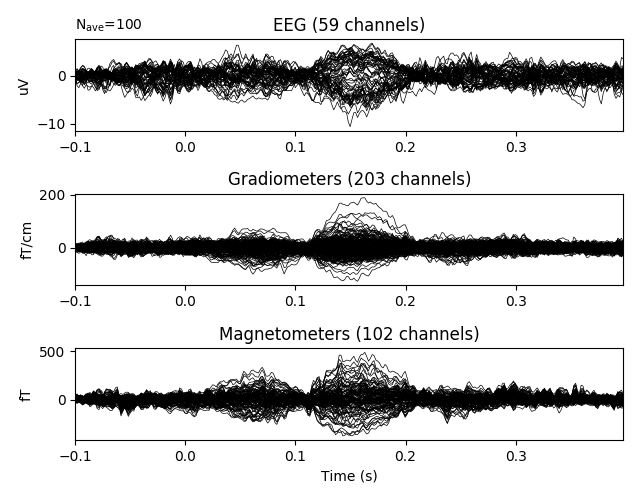 N_ave=100
EEG (59 channels)
uV
0
−10
−0.1 0.0 0.1 0.2 0.3
Gradiometers (203 channels)
fT/cm
200
0
−0.1 0.0 0.1 0.2 0.3
Magnetometers (102 channels)
fT
500
0
−0.1 0.0 0.1 0.2 0.3
Time (s)